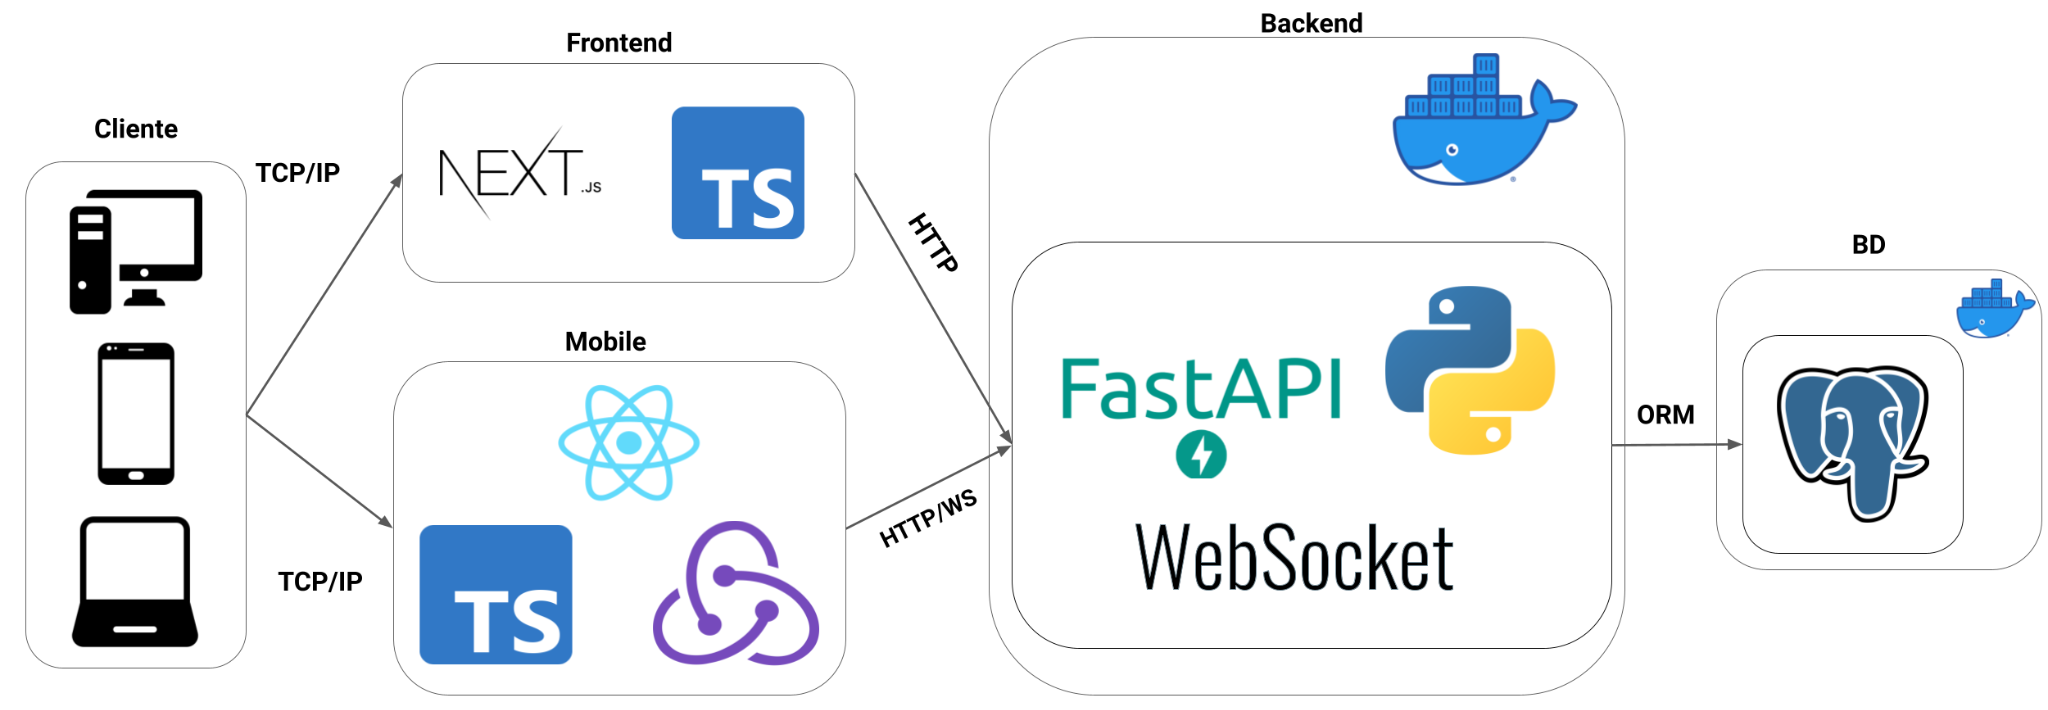 Cliente
TCP/IP
TCP/IP
Frontend
NEXT.JS
TS
Mobile
TS
HTTP
HTTP/WS
Backend
FastAPI
WebSocket
ORM
BD